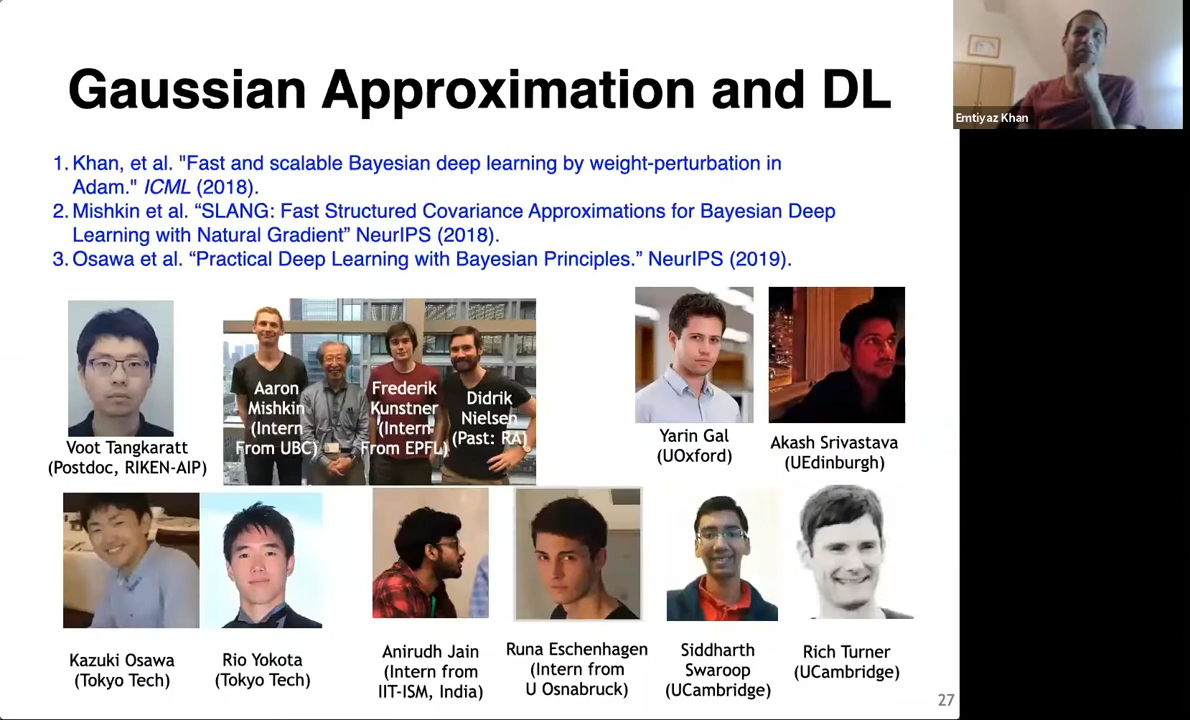 Gaussian Approximation and DL
Emtiyaz Khan
1. Khan, et al. "Fast and scalable Bayesian deep learning by weight-perturbation in
Adam." ICML (2018).
2. Mishkin et al. “SLANG: Fast Structured Covariance Approximations for Bayesian Deep
Learning with Natural Gradient” NeurIPS (2018).
3. Osawa et al. “Practical Deep Learning with Bayesian Principles.” NeurIPS (2019).
Voot Tangkaratt
(Postdoc, RIKEN-AIP)
Aaron
Mishkin
(Intern
From UBC)
Frederik
Kunstner
(Intern
From EPFL)
Didrik
Nielsen
(Past: RA)
Yarin Gal
(UOxford)
Akash Srivastava
(UEdinburgh)
Kazuki Osawa
(Tokyo Tech)
Rio Yokota
(Tokyo Tech)
Anirudh Jain
(Intern from
IIT-ISM, India)
Runa Eschenhagen
(Intern from
U Osnabruck)
Siddharth
Swaroop
(UCambridge)
Rich Turner
(UCambridge)
27